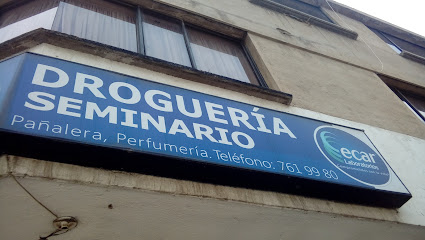 DROGUERÍA
SEMINARIO
Pañalera, Perfumería. Teléfono: 761 99 80
ecar
Laboratorios